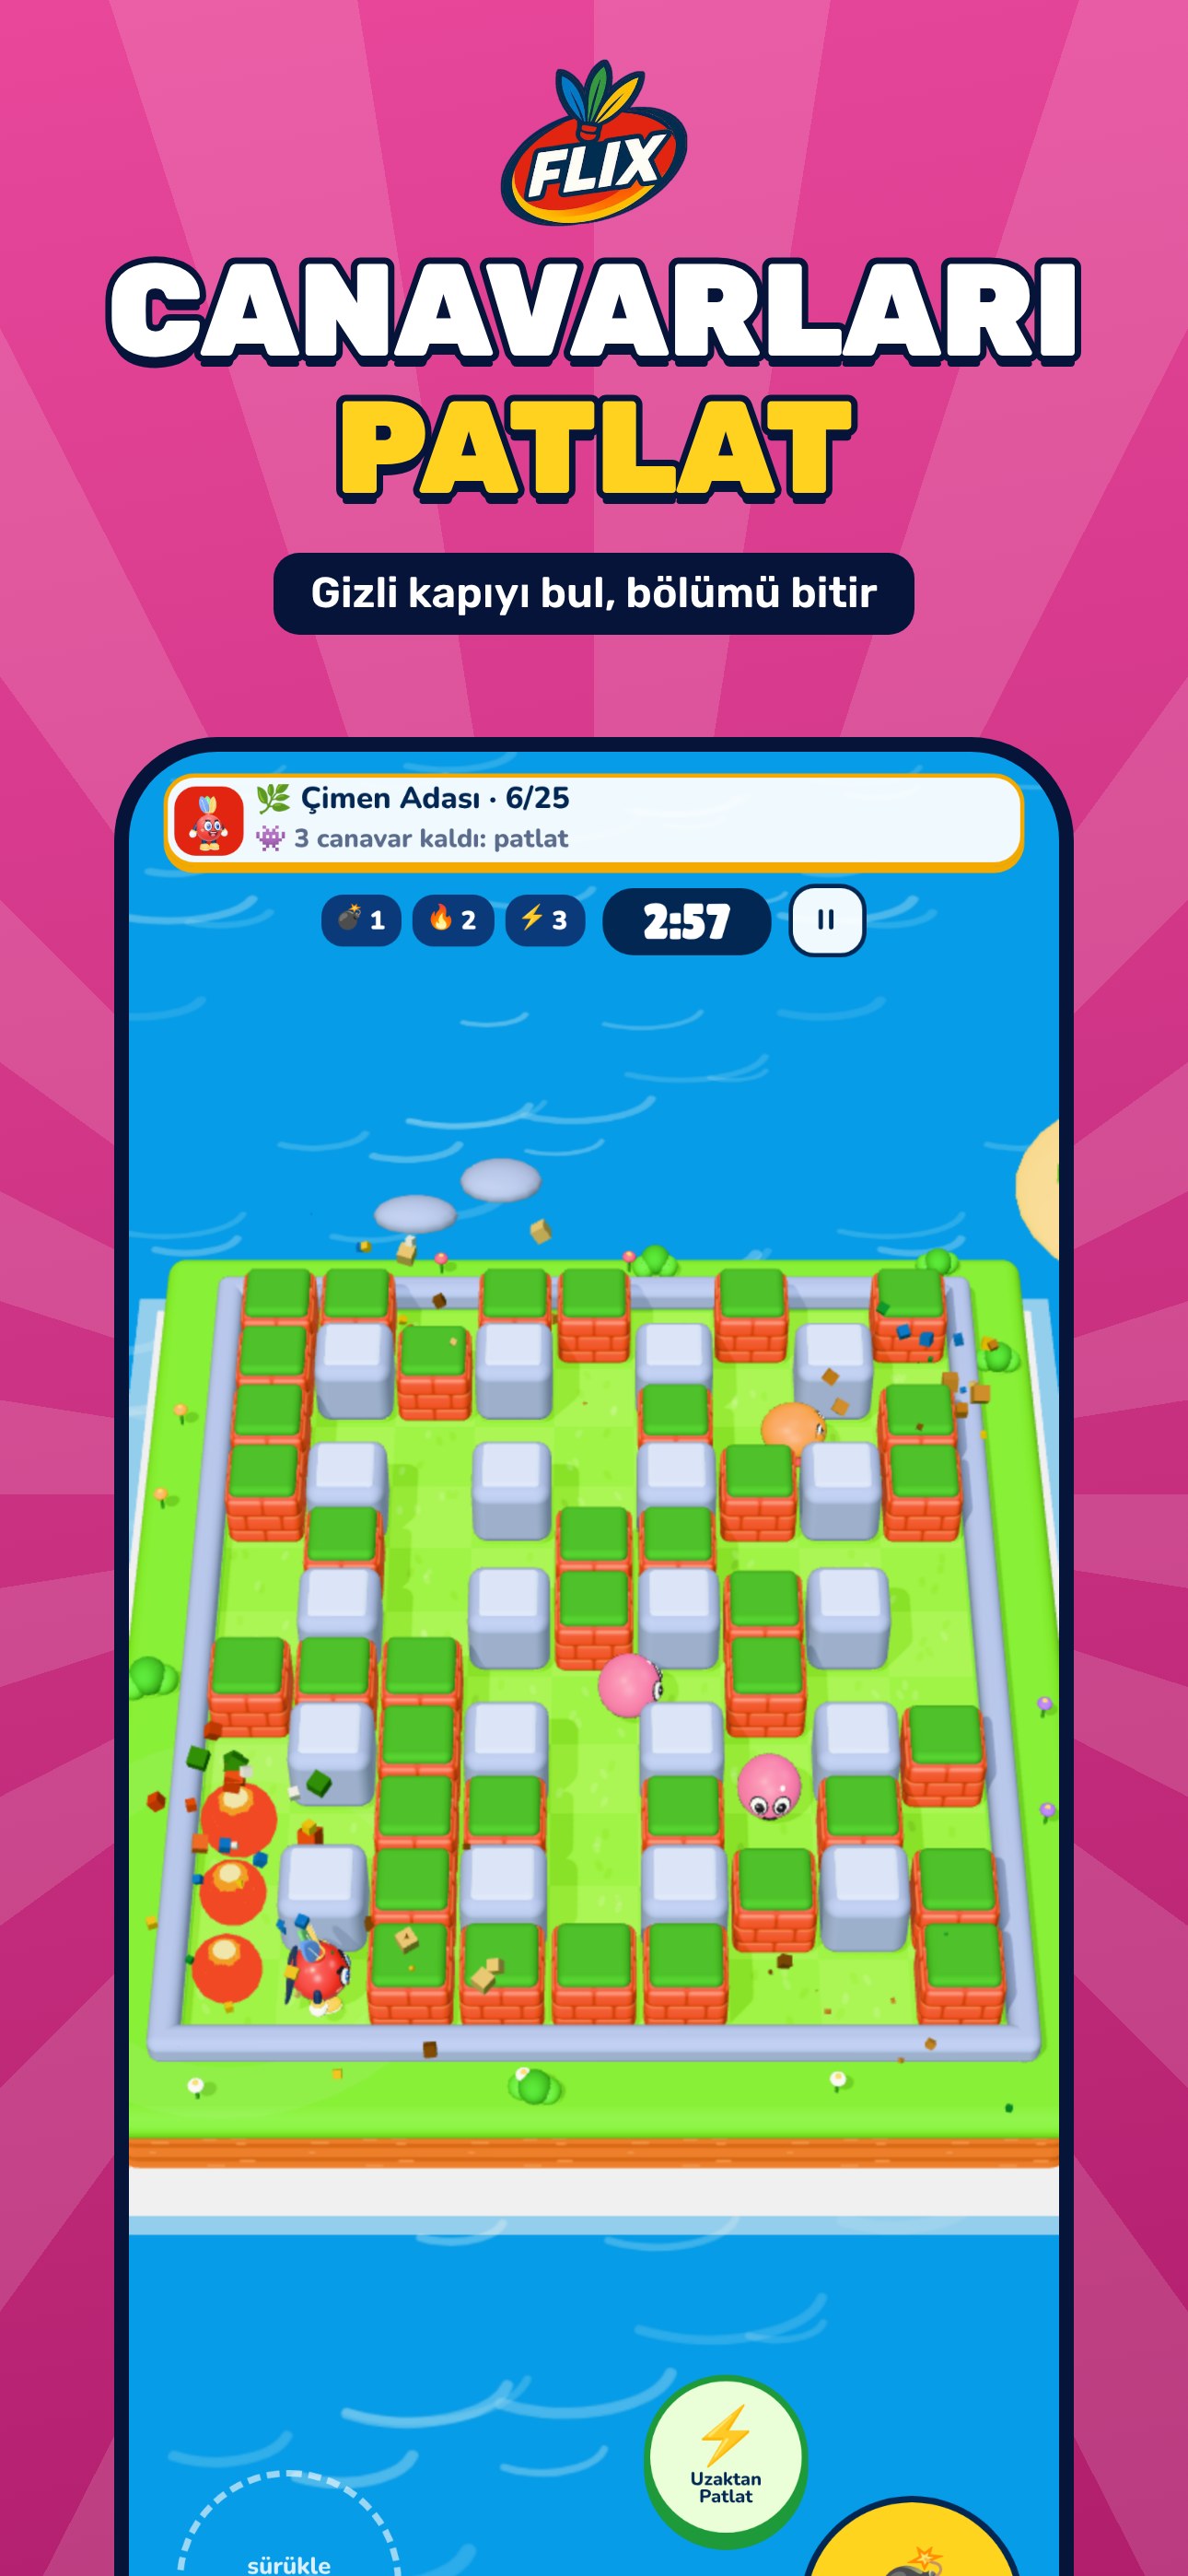 FLIX
CANAVARLARI
PATLAT
Gizli kapıyı bul, bölümü bitir
🌿 Çimen Adası · 6/25
👾 3 canavar kaldı: patlat
💣 1 🔥 2 ⚡ 3 2:57
⚡
Uzaktan
Patlat
sürükle